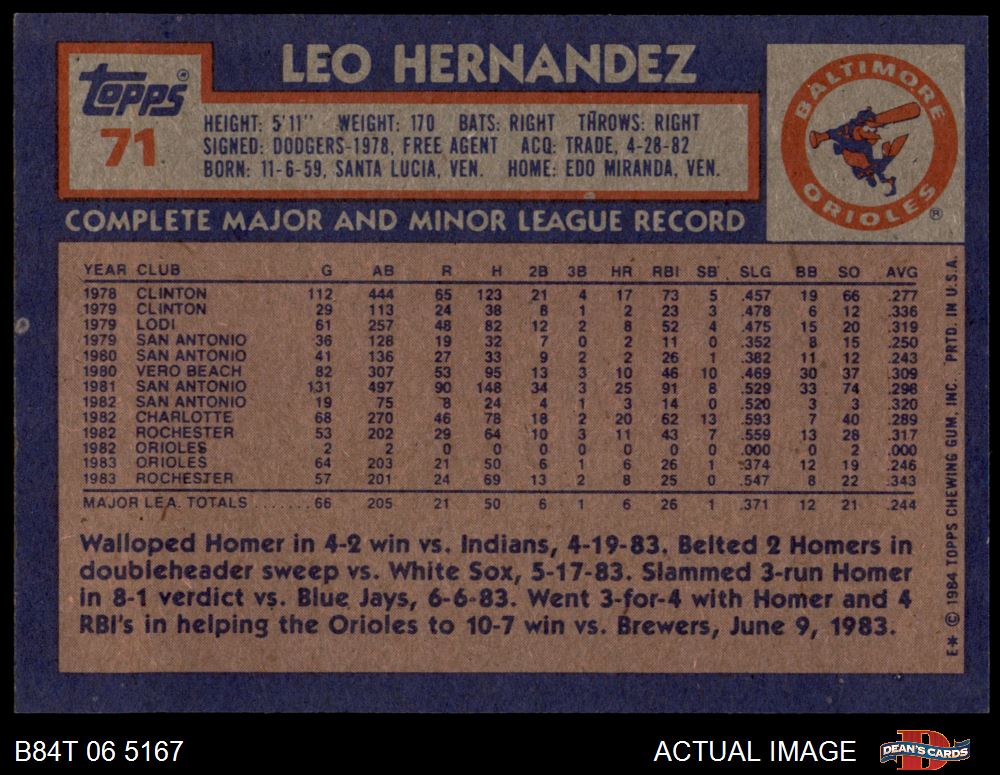 LEO HERNANDEZ
Topps®
71
HEIGHT: 5'11" WEIGHT: 170 BATS: RIGHT THROWS: RIGHT
SIGNED: DODGERS-1978, FREE AGENT ACQ: TRADE, 4-28-82
BORN: 11-6-59, SANTA LUCIA, VEN. HOME: EDO MIRANDA, VEN.
BALTIMORE
ORIOLES
®
COMPLETE MAJOR AND MINOR LEAGUE RECORD
YEAR CLUB G AB R H 2B 3B HR RBI SB SLG BB SO AVG
1978 CLINTON 112 444 65 123 21 4 17 73 5 .457 19 66 .277
1979 CLINTON 29 113 24 38 8 1 2 23 3 .478 6 12 .336
1979 LODI 61 257 48 82 12 2 8 52 4 .475 15 20 .319
1979 SAN ANTONIO 36 128 19 32 7 0 2 11 0 .352 8 15 .250
1980 SAN ANTONIO 41 136 27 33 9 2 2 26 1 .382 11 12 .243
1980 VERO BEACH 82 307 53 95 13 3 10 46 10 .469 30 37 .309
1981 SAN ANTONIO 131 497 90 148 34 3 25 91 8 .529 33 74 .298
1982 SAN ANTONIO 19 75 8 24 4 1 3 14 0 .520 3 3 .320
1982 CHARLOTTE 68 270 46 78 18 2 20 62 13 .593 7 40 .289
1982 ROCHESTER 53 202 29 64 10 3 11 43 7 .559 13 28 .317
1982 ORIOLES 2 2 0 0 0 0 0 0 0 .000 0 2 .000
1983 ORIOLES 64 203 21 50 6 1 6 26 1 .374 12 19 .246
1983 ROCHESTER 57 201 24 69 13 2 8 25 0 .547 8 22 .343
MAJOR LEA. TOTALS ....... 66 205 21 50 6 1 6 26 1 .371 12 21 .244
Walloped Homer in 4-2 win vs. Indians, 4-19-83. Belted 2 Homers in
doubleheader sweep vs. White Sox, 5-17-83. Slammed 3-run Homer
in 8-1 verdict vs. Blue Jays, 6-6-83. Went 3-for-4 with Homer and 4
RBI's in helping the Orioles to 10-7 win vs. Brewers, June 9, 1983.
E* © 1984 TOPPS CHEWING GUM, INC. PRTD. IN U.S.A.
B84T 06 5167
ACTUAL IMAGE
DEAN'S CARDS